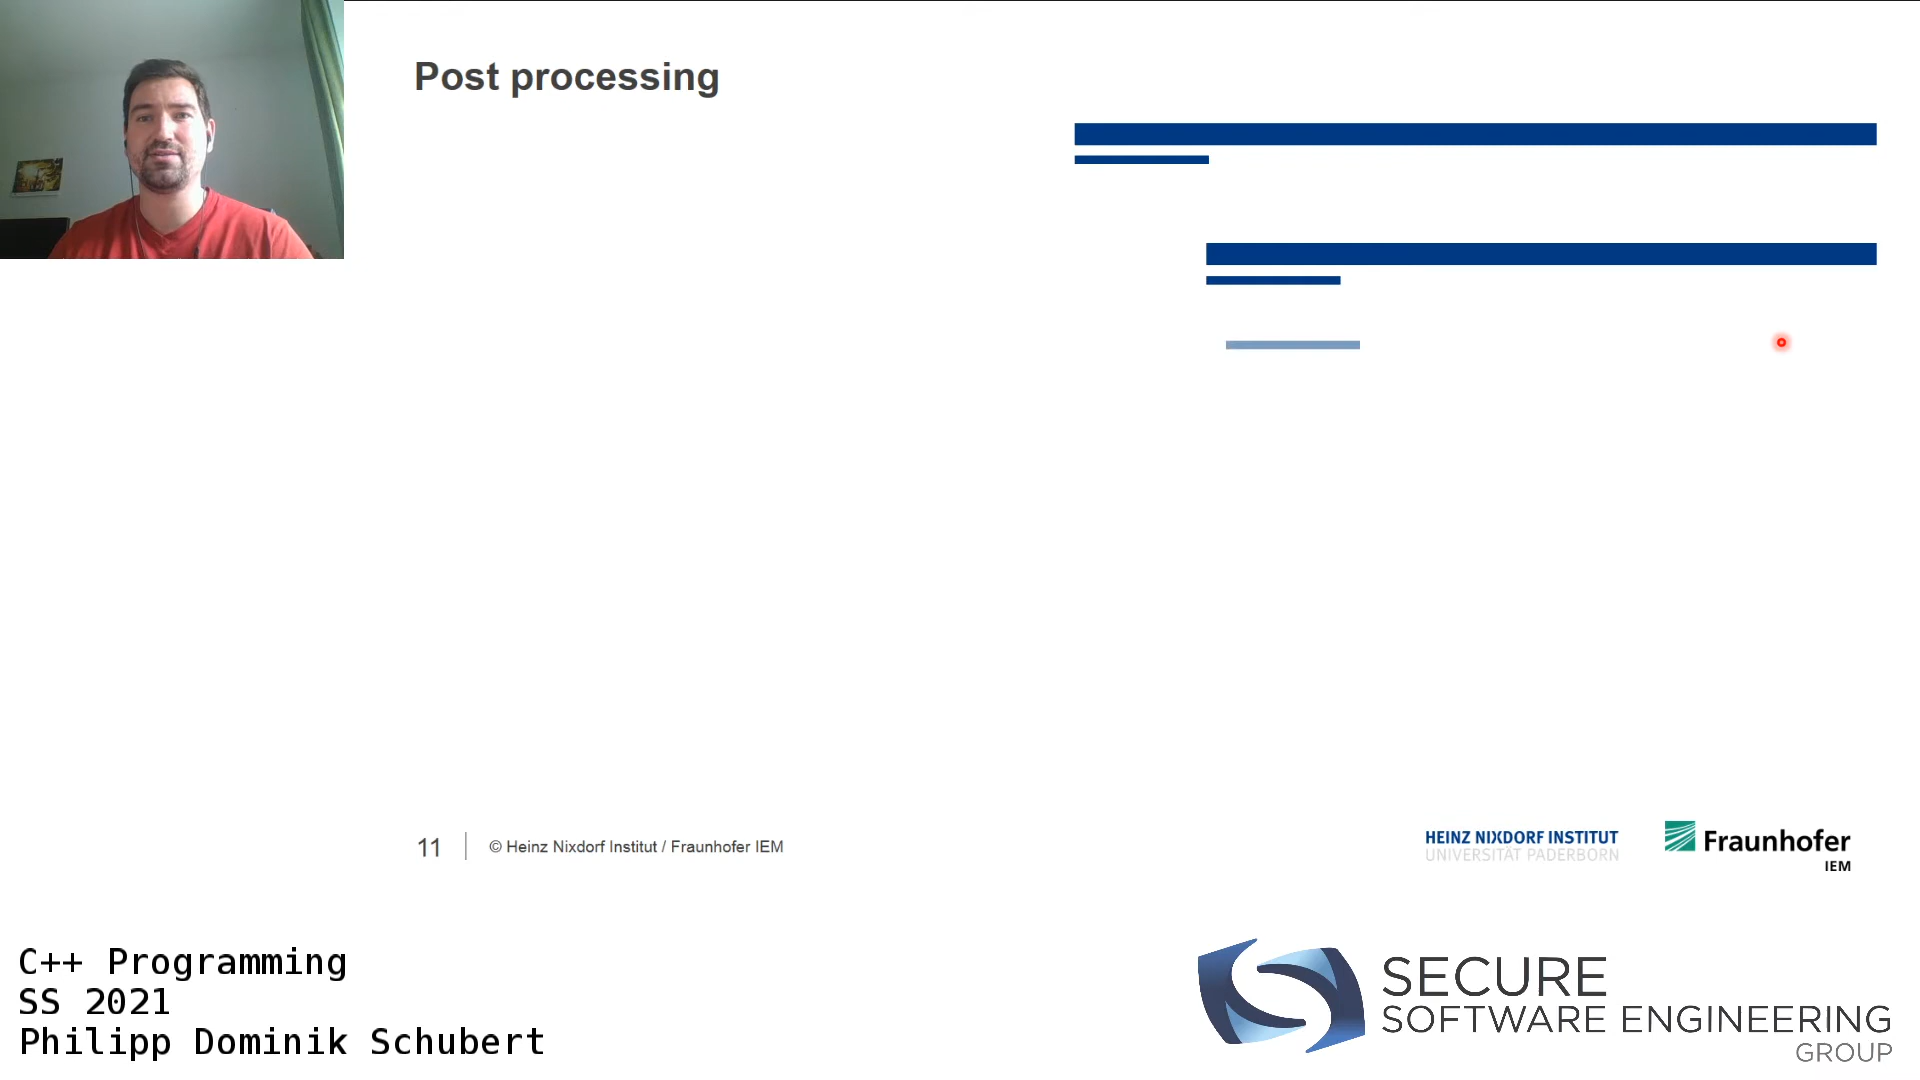 Post processing
11
© Heinz Nixdorf Institut / Fraunhofer IEM
HEINZ NIXDORF INSTITUT
UNIVERSITÄT PADERBORN
Fraunhofer
IEM
C++ Programming
SS 2021
Philipp Dominik Schubert
SECURE
SOFTWARE ENGINEERING
GROUP